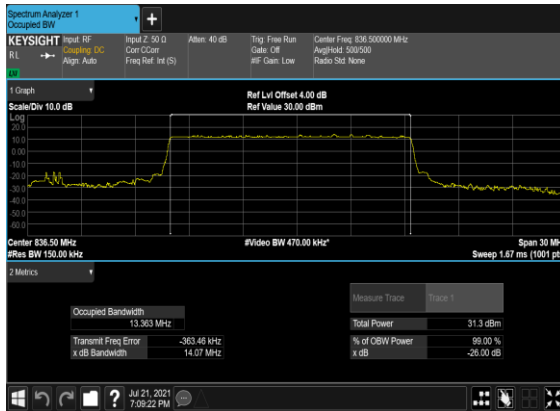 Spectrum Analyzer 1
Occupied BW
KEYSIGHT Input: RF Input Z: 50 Ω Atten: 40 dB Trig: Free Run Center Freq: 836.500000 MHz
RL Coupling: DC Corr CCorr Gate: Off Avg|Hold: 500/500
Align: Auto Freq Ref: Int (S) #IF Gain: Low Radio Std: None
1 Graph
Ref Lvl Offset 4.00 dB
Scale/Div 10.0 dB Ref Value 30.00 dBm
Log
20.0
10.0
0.00
-10.0
-20.0
-30.0
-40.0
-50.0
-60.0
Center 836.50 MHz #Video BW 470.00 kHz* Span 30 MH
#Res BW 150.00 kHz Sweep 1.67 ms (1001 pt
2 Metrics
Measure Trace Trace 1
Occupied Bandwidth
13.363 MHz Total Power 31.3 dBm
Transmit Freq Error -363.46 kHz % of OBW Power 99.00 %
x dB Bandwidth 14.07 MHz x dB -26.00 dB
Jul 21, 2021
7:09:22 PM